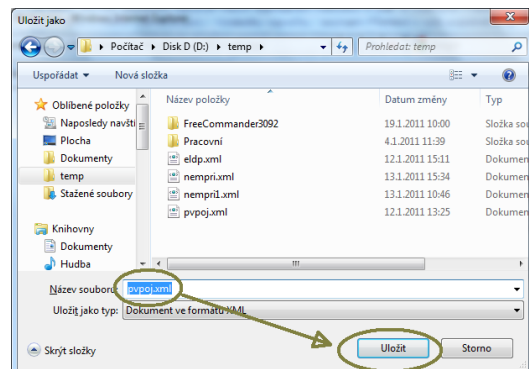 Uložit jako
Počítač ▸ Disk D (D:) ▸ temp ▸
Prohledat: temp
Uspořádat
Nová složka
Název položky
Datum změny
Typ
Oblíbené položky
Naposledy navšti
Plocha
Dokumenty
temp
Stažené soubory
Knihovny
Dokumenty
Hudba
FreeCommander3092 19.1.2011 10:00 Složka sou
Pracovní 4.1.2011 11:39 Složka sou
eldp.xml 12.1.2011 15:11 Dokumen
nempri.xml 13.1.2011 15:34 Dokumen
nempri1.xml 13.1.2011 10:46 Dokumen
pvpoj.xml 12.1.2011 13:25 Dokumen
Název souboru: pvpoj.xml
Uložit jako typ: Dokument ve formátu XML
Skrýt složky
Uložit
Storno